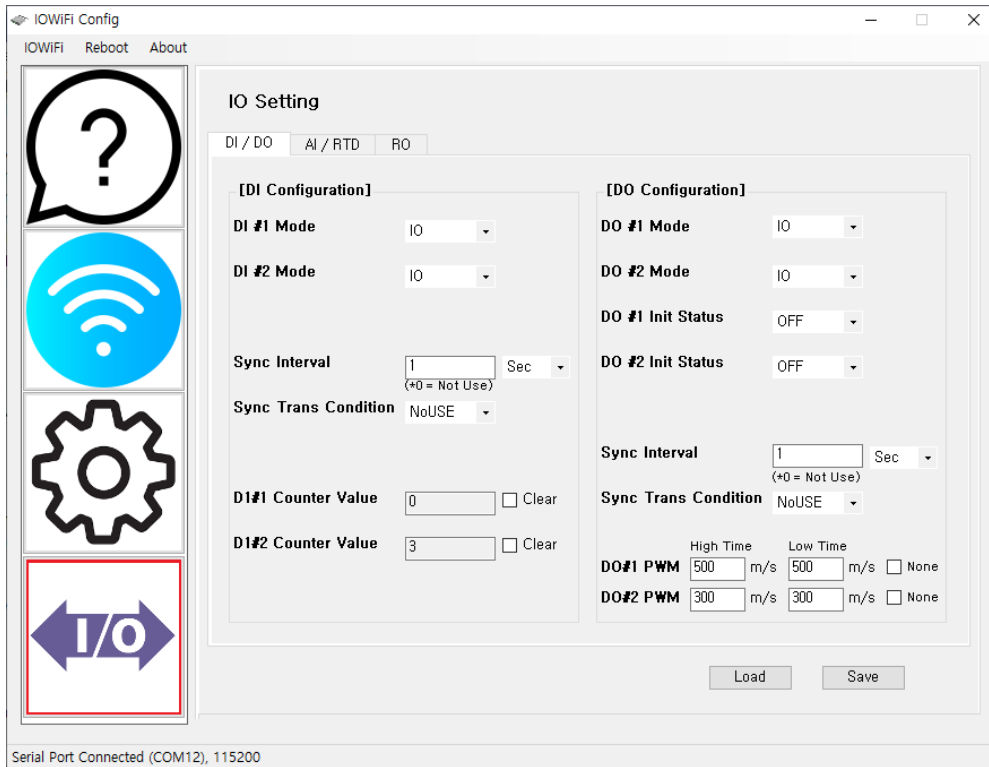 IOWiFi Config
IOWiFi Reboot About
?
I/O
IO Setting
DI / DO AI / RTD RO
[DI Configuration]
DI #1 Mode IO
DI #2 Mode IO
Sync Interval 1 Sec
(*0 = Not Use)
Sync Trans Condition NoUSE
D1#1 Counter Value 0 Clear
D1#2 Counter Value 3 Clear
[DO Configuration]
DO #1 Mode IO
DO #2 Mode IO
DO #1 Init Status OFF
DO #2 Init Status OFF
Sync Interval 1 Sec
(*0 = Not Use)
Sync Trans Condition NoUSE
High Time Low Time
DO#1 PWM 500 m/s 500 m/s None
DO#2 PWM 300 m/s 300 m/s None
Load Save
Serial Port Connected (COM12), 115200